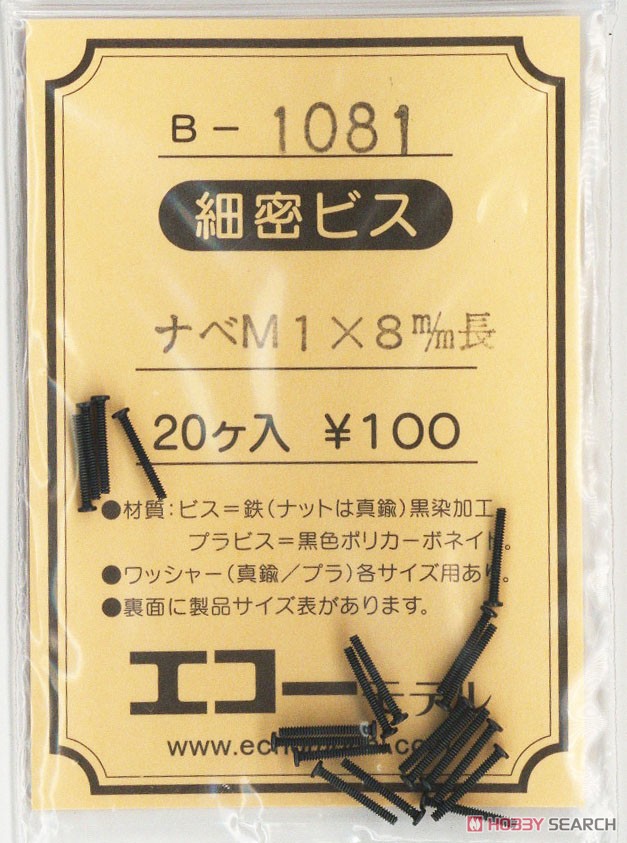 B-1081
細密ビス
ナベM1×8m/m長
20ヶ入 ¥100
●材質:ビス=鉄(ナットは真鍮)黒染加工
プラビス=黒色ポリカーボネイト。
●ワッシャー(真鍮/プラ)各サイズ用あり。
●裏面に製品サイズ表があります。
エコーモデル
HOBBY SEARCH